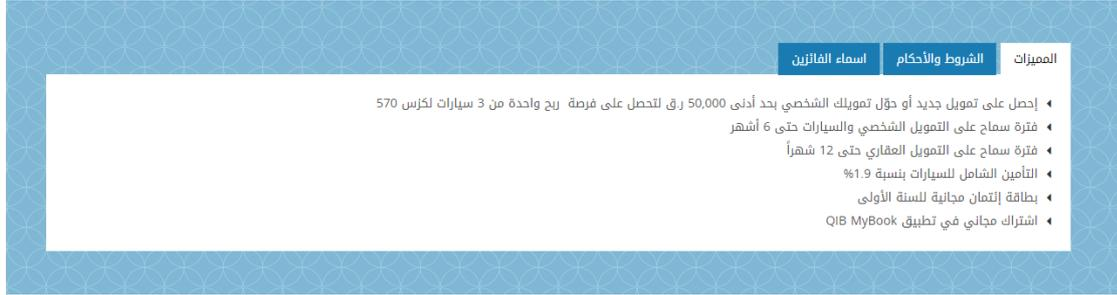 المميزات
الشروط والأحكام
اسماء الفائزين
إحصل على تمويل جديد أو حوّل تمويلك الشخصي بحد أدنى 50,000 ر.ق لتحصل على فرصة ربح واحدة من 3 سيارات لكزس 570
فترة سماح على التمويل الشخصي والسيارات حتى 6 أشهر
فترة سماح على التمويل العقاري حتى 12 شهراً
التأمين الشامل للسيارات بنسبة 1.9%
بطاقة إئتمان مجانية للسنة الأولى
اشتراك مجاني في تطبيق QIB MyBook